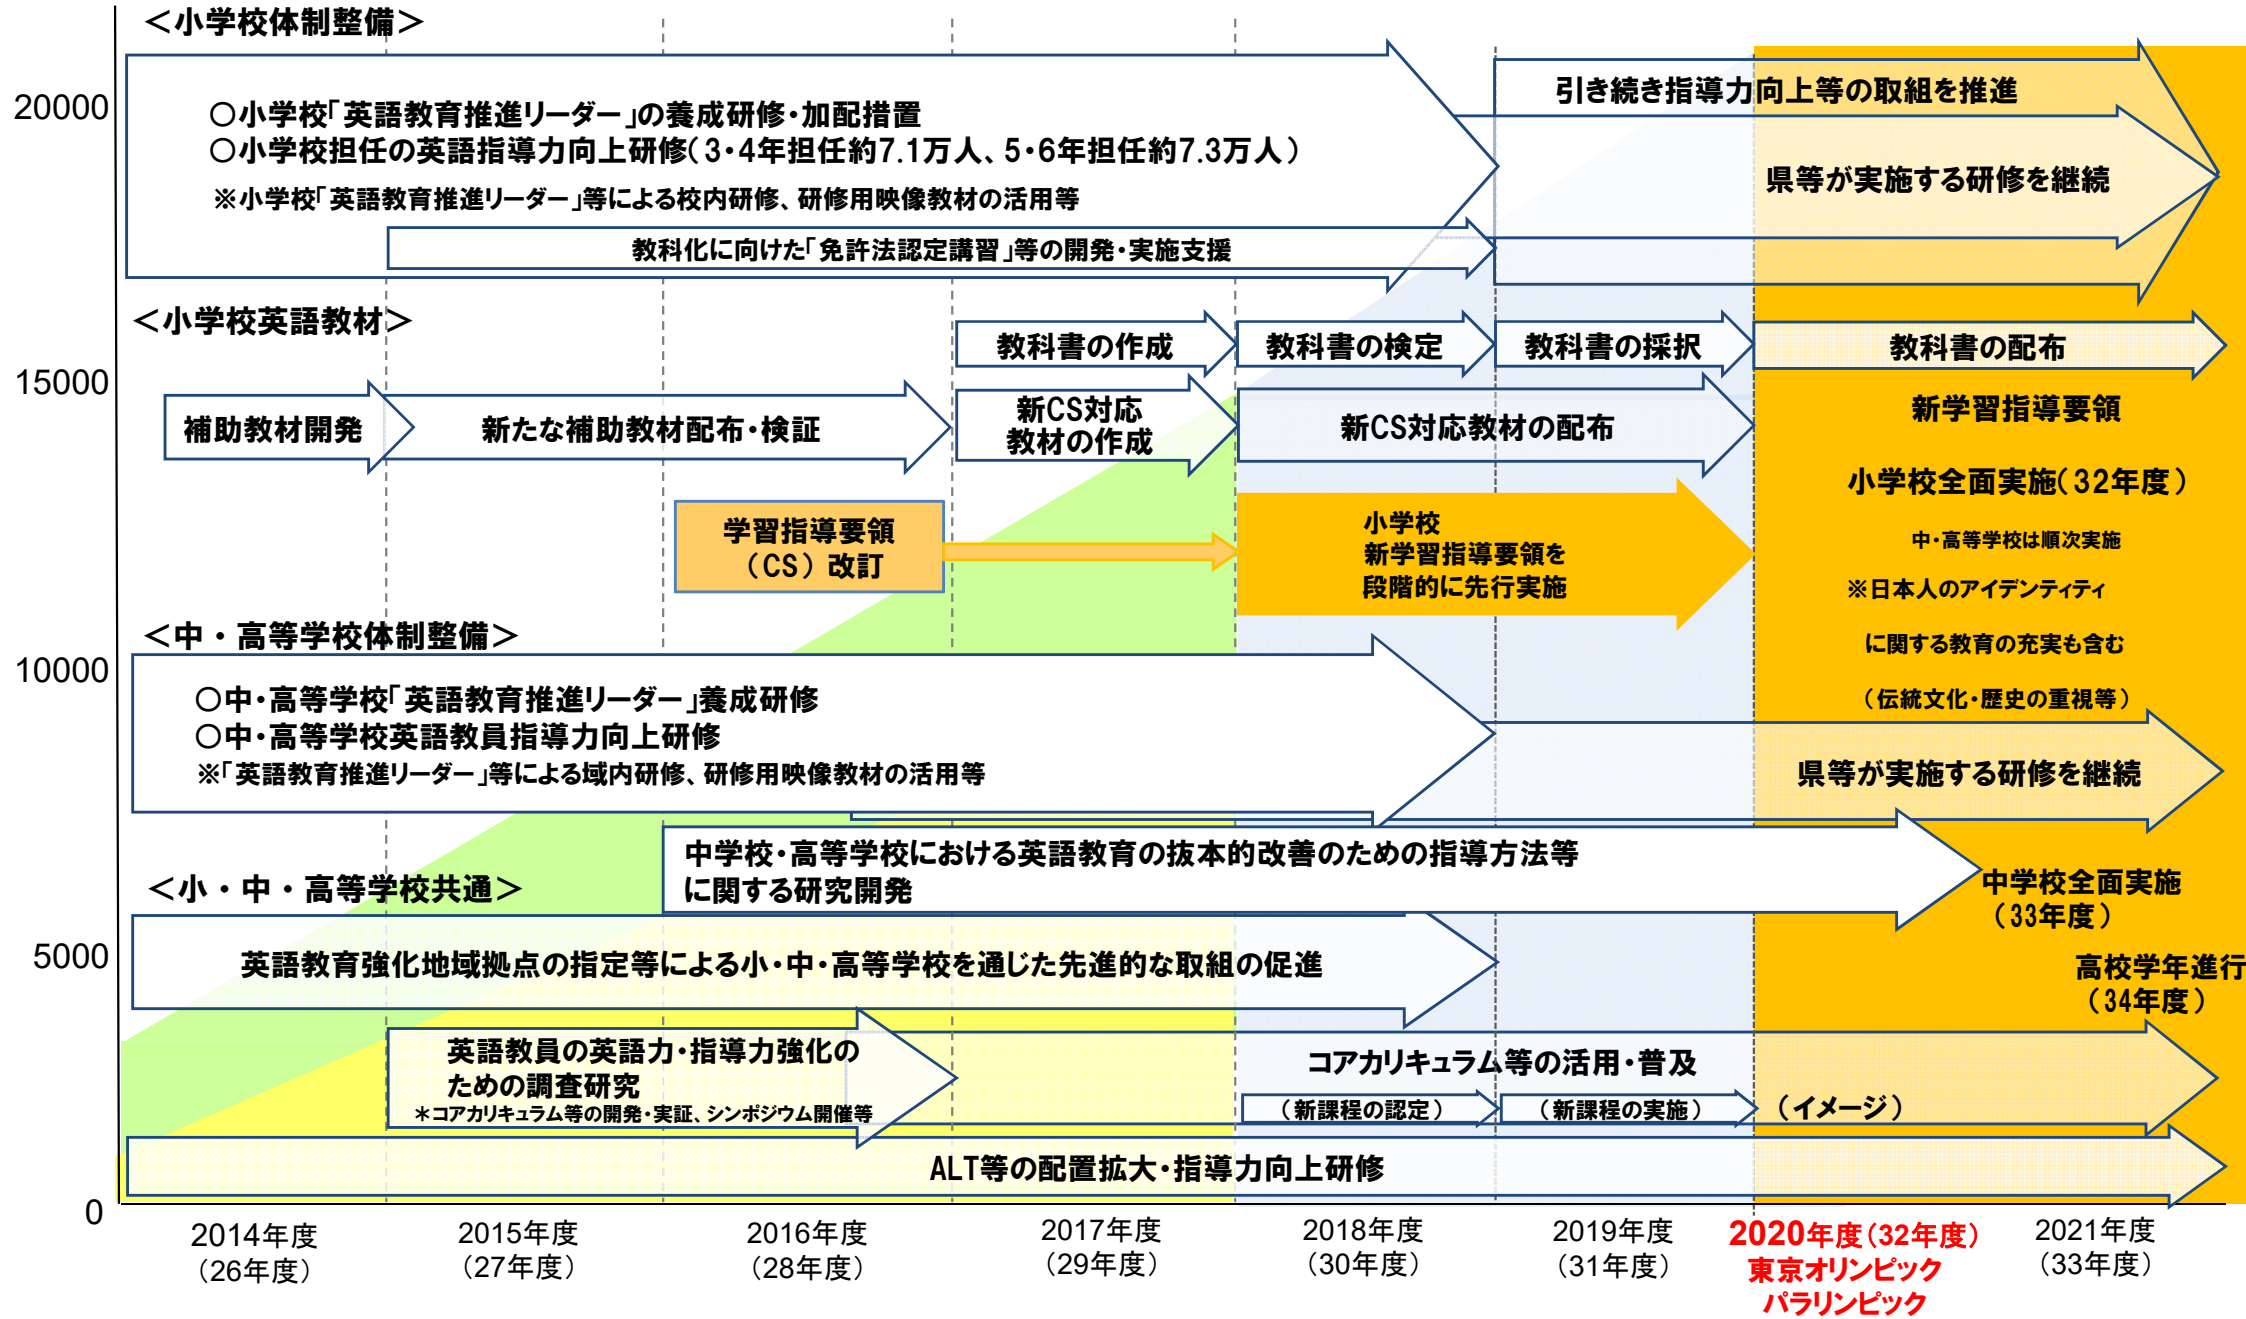 ＜小学校体制整備＞
○小学校「英語教育推進リーダー」の養成研修・加配措置
○小学校担任の英語指導力向上研修（3・4年担任約7.1万人、5・6年担任約7.3万人）
※小学校「英語教育推進リーダー」等による校内研修、研修用映像教材の活用等
教科化に向けた「免許法認定講習」等の開発・実施支援
引き続き指導力向上等の取組を推進
県等が実施する研修を継続
＜小学校英語教材＞
教科書の作成
教科書の検定
教科書の採択
教科書の配布
補助教材開発
新たな補助教材配布・検証
新CS対応
教材の作成
新CS対応教材の配布
学習指導要領
（CS）改訂
小学校
新学習指導要領を
段階的に先行実施
新学習指導要領
小学校全面実施（32年度）
中・高等学校は順次実施
※日本人のアイデンティティ
に関する教育の充実も含む
（伝統文化・歴史の重視等）
＜中・高等学校体制整備＞
○中・高等学校「英語教育推進リーダー」養成研修
○中・高等学校英語教員指導力向上研修
※「英語教育推進リーダー」等による域内研修、研修用映像教材の活用等
県等が実施する研修を継続
中学校・高等学校における英語教育の抜本的改善のための指導方法等
に関する研究開発
中学校全面実施
（33年度）
高校学年進行
（34年度）
＜小・中・高等学校共通＞
英語教育強化地域拠点の指定等による小・中・高等学校を通じた先進的な取組の促進
英語教員の英語力・指導力強化の
ための調査研究
＊コアカリキュラム等の開発・実証、シンポジウム開催等
コアカリキュラム等の活用・普及
（新課程の認定）
（新課程の実施）
（イメージ）
ALT等の配置拡大・指導力向上研修
20000
15000
10000
5000
0
2014年度
（26年度）
2015年度
（27年度）
2016年度
（28年度）
2017年度
（29年度）
2018年度
（30年度）
2019年度
（31年度）
2020年度（32年度）
東京オリンピック
パラリンピック
2021年度
（33年度）